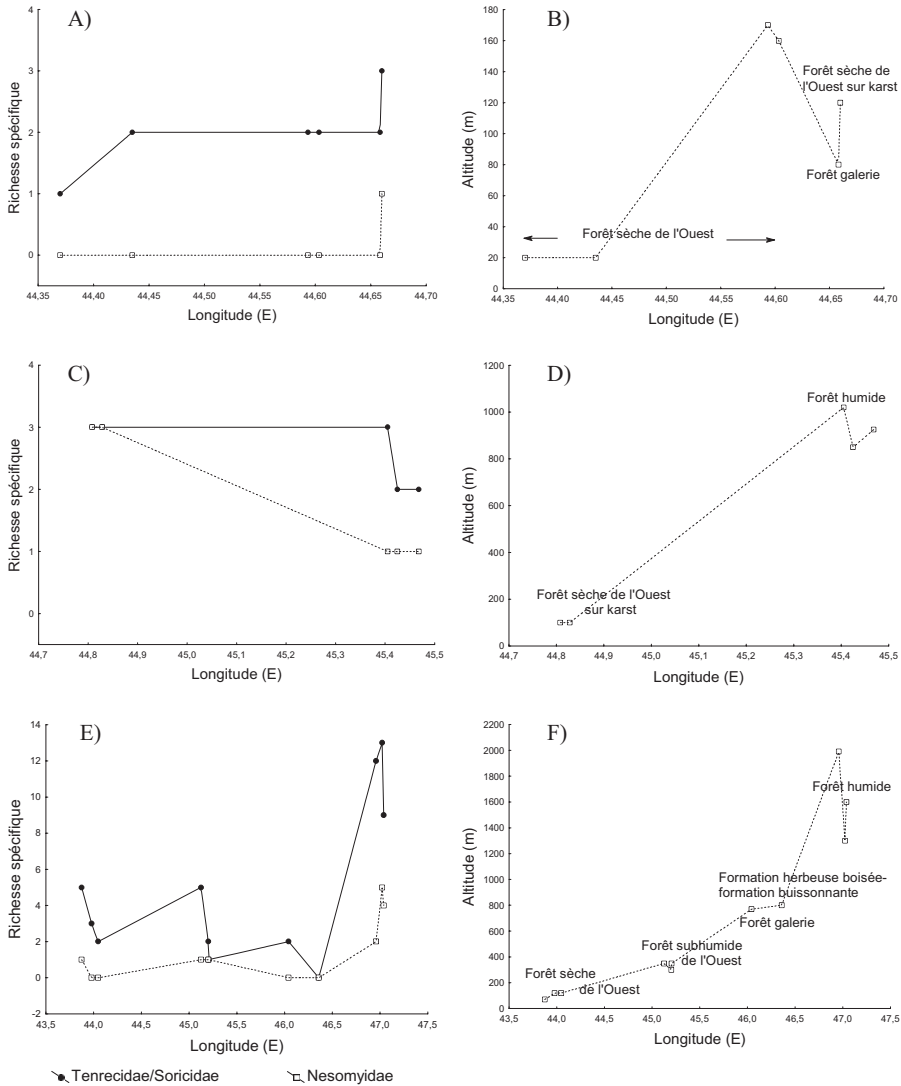 A)
Richesse spécifique
4
3
2
1
0
44,35 44,40 44,45 44,50 44,55 44,60 44,65 44,70
Longitude (E)
B)
Altitude (m)
180
160
140
120
100
80
60
40
20
0
Forêt sèche de
l'Ouest sur karst
Forêt galerie
Forêt sèche de l'Ouest
44,35 44,40 44,45 44,50 44,55 44,60 44,65 44,70
Longitude (E)
C)
Richesse spécifique
4
3
2
1
0
44,7 44,8 44,9 45,0 45,1 45,2 45,3 45,4 45,5
Longitude (E)
D)
Altitude (m)
1200
1000
800
600
400
200
0
Forêt humide
Forêt sèche de l'Ouest
sur karst
44,7 44,8 44,9 45,0 45,1 45,2 45,3 45,4 45,5
Longitude (E)
E)
Richesse spécifique
14
12
10
8
6
4
2
0
-2
43,5 44,0 44,5 45,0 45,5 46,0 46,5 47,0 47,5
Longitude (E)
F)
Altitude (m)
2200
2000
1800
1600
1400
1200
1000
800
600
400
200
0
Forêt humide
Formation herbeuse boisée-
formation buissonnante
Forêt galerie
Forêt subhumide
de l'Ouest
Forêt sèche
de l'Ouest
43,5 44,0 44,5 45,0 45,5 46,0 46,5 47,0 47,5
Longitude (E)
Tenrecidae/Soricidae
Nesomyidae